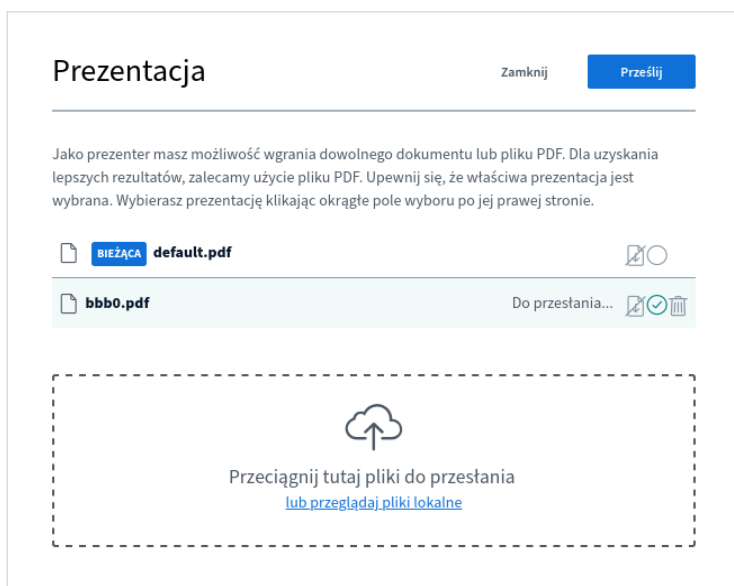 Prezentacja
Zamknij
Prześlij
Jako prezenter masz możliwość wgrania dowolnego dokumentu lub pliku PDF. Dla uzyskania
lepszych rezultatów, zalecamy użycie pliku PDF. Upewnij się, że właściwa prezentacja jest
wybrana. Wybierasz prezentację klikając okrągłe pole wyboru po jej prawej stronie.
BIEŻĄCA default.pdf
bbb0.pdf Do przesłania...
Przeciągnij tutaj pliki do przesłania
lub przeglądaj pliki lokalne